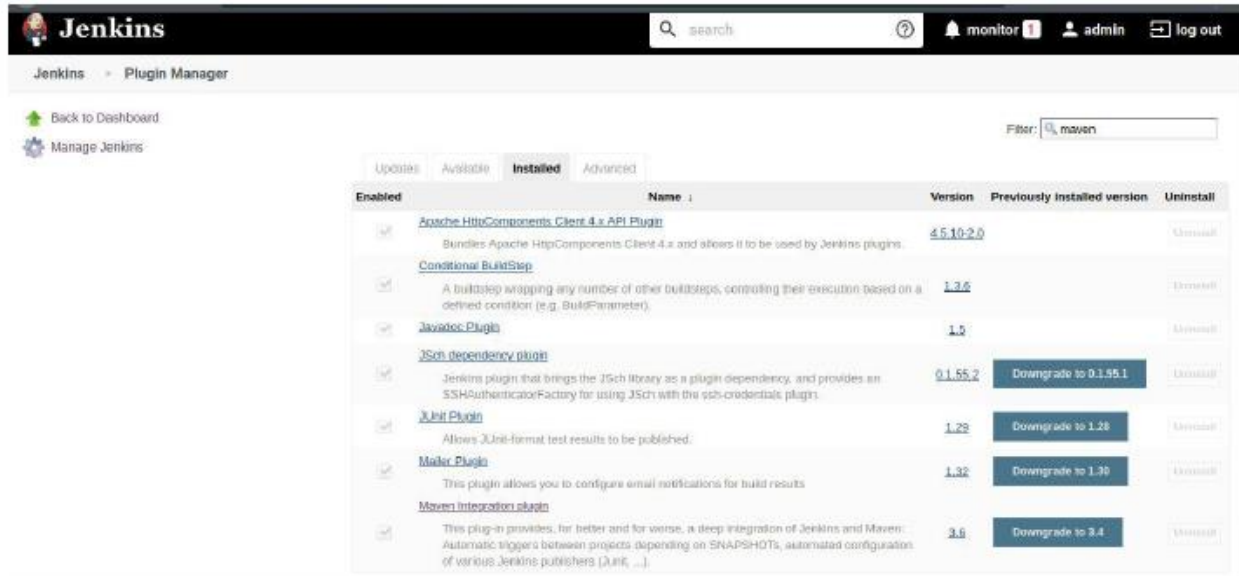 Jenkins
search
monitor 1
admin
log out
Jenkins
Plugin Manager
Back to Dashboard
Manage Jenkins
Filter: maven
Updates Available Installed Advanced
Enabled Name ↓ Version Previously installed version Uninstall
Apache HttpComponents Client 4.x API Plugin
Bundles Apache HttpComponents Client 4.x and allows it to be used by Jenkins plugins.
4.5.10-2.0
Uninstall
Conditional BuildStep
A buildstep wrapping any number of other buildsteps, controlling their execution based on a
defined condition (e.g. BuildParameter).
1.3.6
Uninstall
Javadoc Plugin
1.5
Uninstall
JSch dependency plugin
Jenkins plugin that brings the JSch library as a plugin dependency, and provides an
SSHAuthenticatorFactory for using JSch with the ssh-credentials plugin.
0.1.55.2
Downgrade to 0.1.55.1
Uninstall
JUnit Plugin
Allows JUnit-format test results to be published.
1.29
Downgrade to 1.28
Uninstall
Mailer Plugin
This plugin allows you to configure email notifications for build results
1.32
Downgrade to 1.30
Uninstall
Maven Integration plugin
This plug-in provides, for better and for worse, a deep integration of Jenkins and Maven:
Automatic triggers between projects depending on SNAPSHOTs, automated configuration
of various Jenkins publishers (Junit, ...).
3.6
Downgrade to 3.4
Uninstall